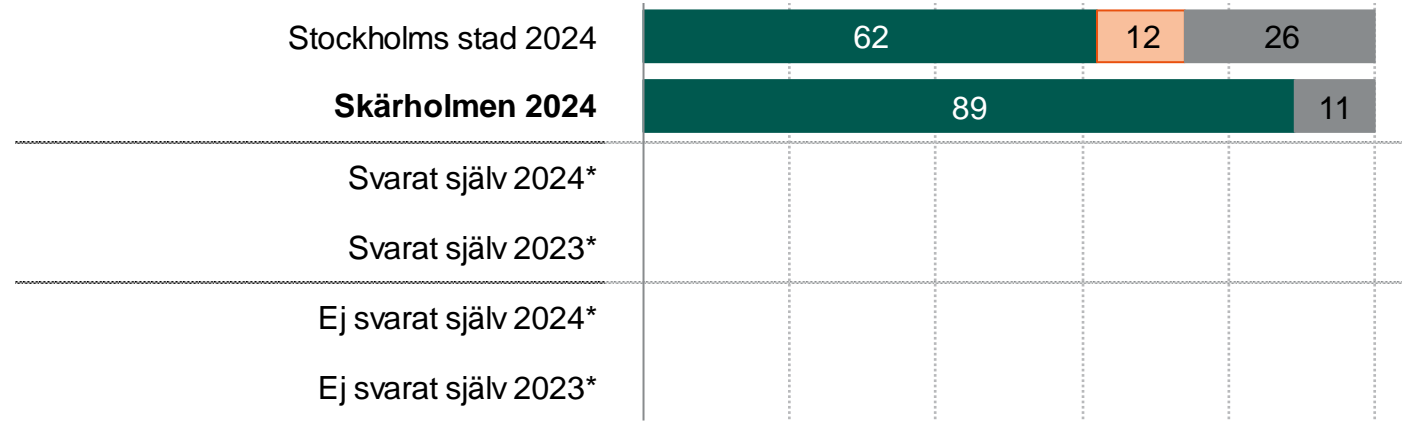 Stockholms stad 2024 62 12 26
Skärholmen 2024 89 11
Svarat själv 2024*
Svarat själv 2023*
Ej svarat själv 2024*
Ej svarat själv 2023*